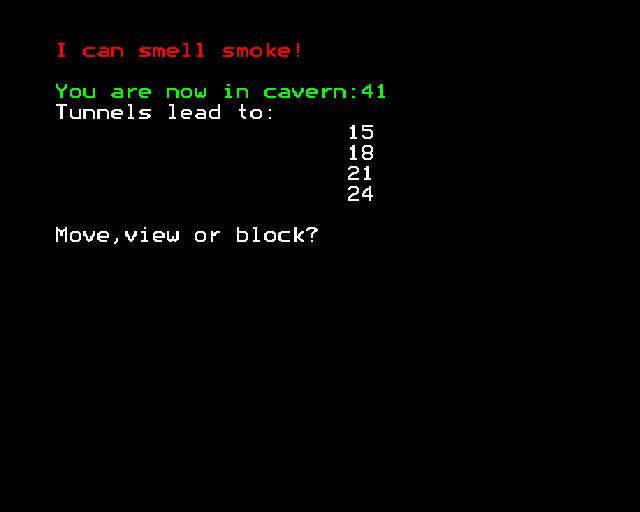 I can smell smoke!
You are now in cavern:41
Tunnels lead to:
15
18
21
24
Move,view or block?